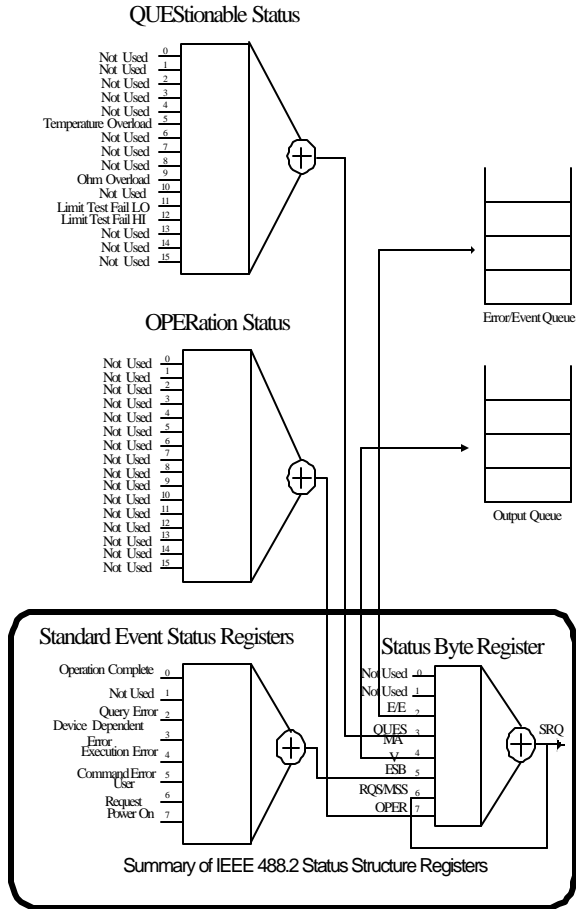 QUEStionable Status
Not Used 0
Not Used 1
Not Used 2
Not Used 3
Not Used 4
Temperature Overload 5
Not Used 6
Not Used 7
Not Used 8
Ohm Overload 9
Not Used 10
Limit Test Fail LO 11
Limit Test Fail HI 12
Not Used 13
Not Used 14
Not Used 15
Error/Event Queue
OPERation Status
Not Used 0
Not Used 1
Not Used 2
Not Used 3
Not Used 4
Not Used 5
Not Used 6
Not Used 7
Not Used 8
Not Used 9
Not Used 10
Not Used 11
Not Used 12
Not Used 13
Not Used 14
Not Used 15
Output Queue
Standard Event Status Registers
Operation Complete 0
Not Used 1
Query Error 2
Device Dependent
Error 3
Execution Error 4
Command Error 5
User
Request 6
Power On 7
Status Byte Register
Not Used 0
Not Used 1
E/E 2
QUES 3
MA
V 4
ESB 5
RQS/MSS 6
OPER 7
SRQ
Summary of IEEE 488.2 Status Structure Registers